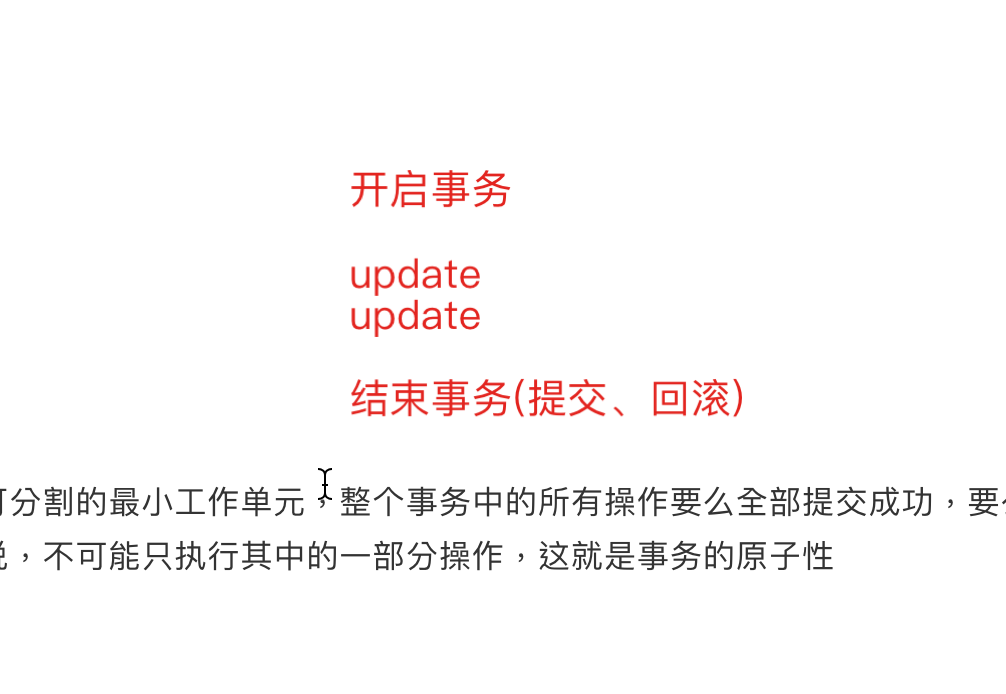 开启事务
update
update
结束事务(提交、回滚)
可分割的最小工作单元，整个事务中的所有操作要么全部提交成功，要
说，不可能只执行其中的一部分操作，这就是事务的原子性